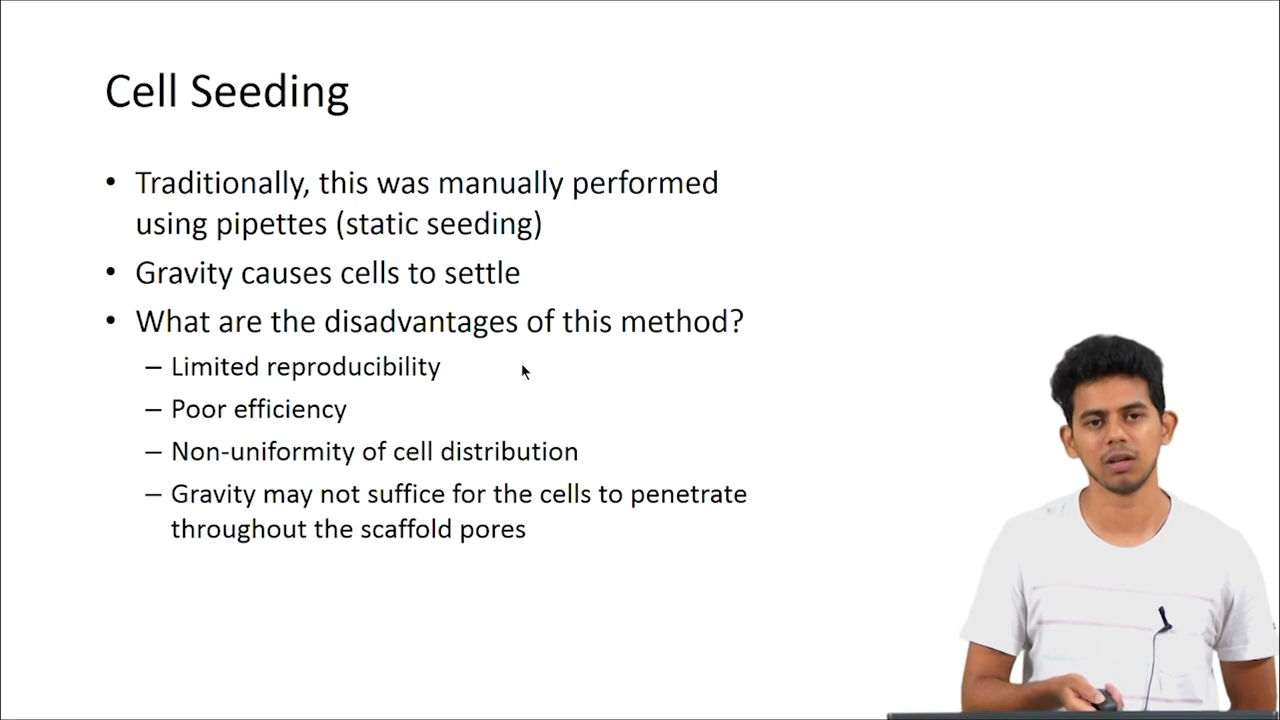 Cell Seeding
• Traditionally, this was manually performed
using pipettes (static seeding)
• Gravity causes cells to settle
• What are the disadvantages of this method?
– Limited reproducibility
– Poor efficiency
– Non-uniformity of cell distribution
– Gravity may not suffice for the cells to penetrate
throughout the scaffold pores